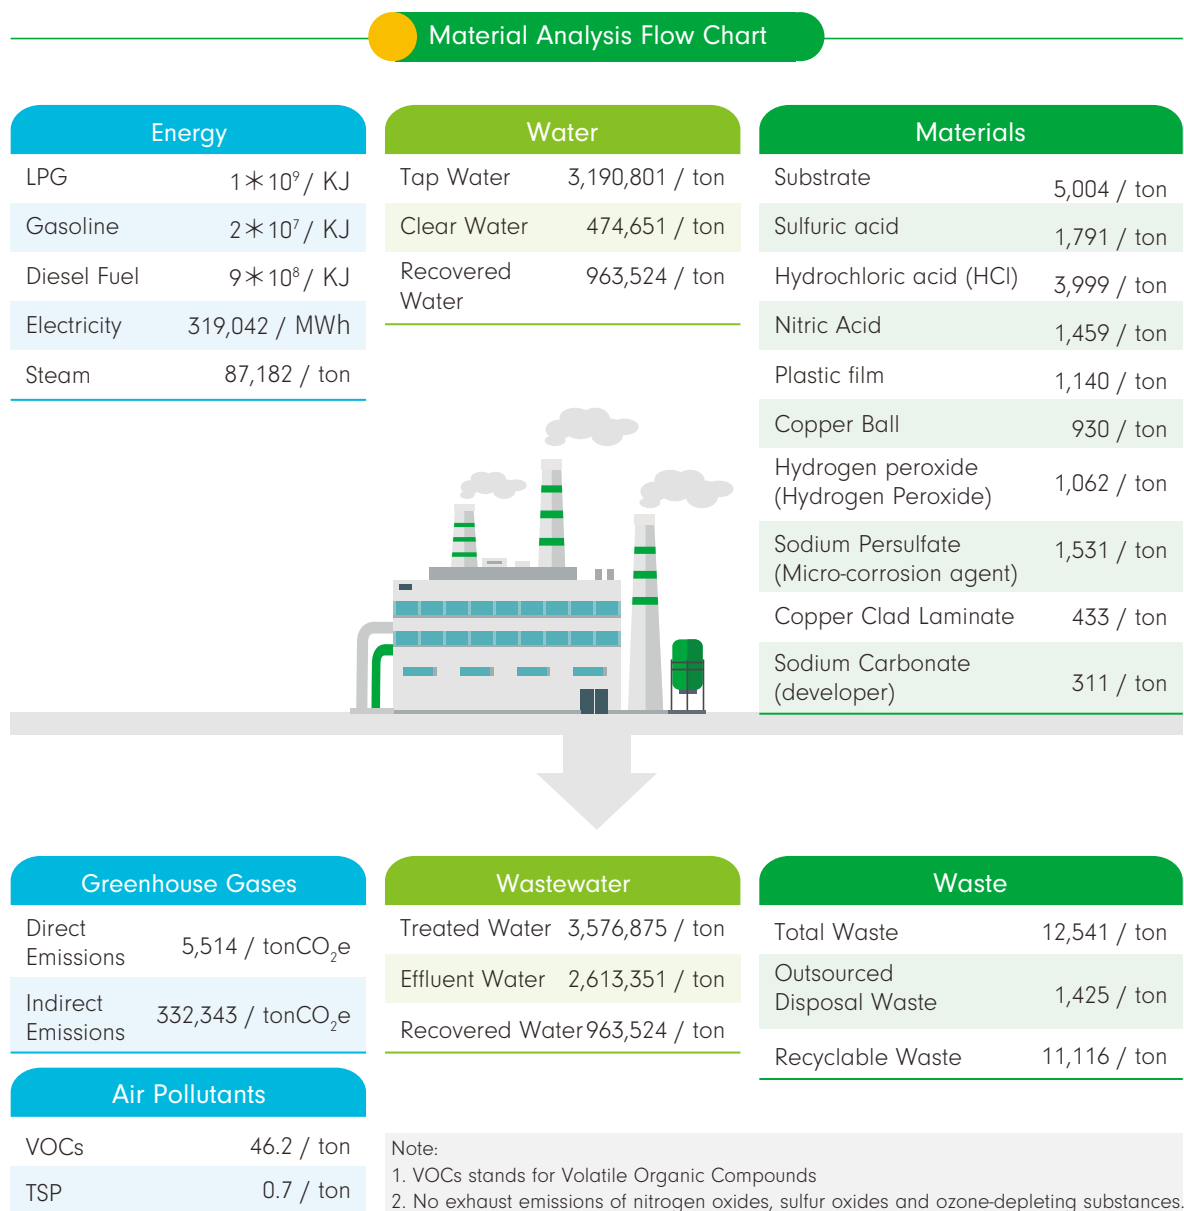 Material Analysis Flow Chart
Energy
LPG 1*10⁹ / KJ
Gasoline 2*10⁷ / KJ
Diesel Fuel 9*10⁸ / KJ
Electricity 319,042 / MWh
Steam 87,182 / ton
Water
Tap Water 3,190,801 / ton
Clear Water 474,651 / ton
Recovered
Water
963,524 / ton
Materials
Substrate 5,004 / ton
Sulfuric acid 1,791 / ton
Hydrochloric acid (HCl) 3,999 / ton
Nitric Acid 1,459 / ton
Plastic film 1,140 / ton
Copper Ball 930 / ton
Hydrogen peroxide
(Hydrogen Peroxide)
1,062 / ton
Sodium Persulfate
(Micro-corrosion agent)
1,531 / ton
Copper Clad Laminate 433 / ton
Sodium Carbonate
(developer)
311 / ton
Greenhouse Gases
Direct
Emissions
5,514 / tonCO₂e
Indirect
Emissions
332,343 / tonCO₂e
Air Pollutants
VOCs 46.2 / ton
TSP 0.7 / ton
Wastewater
Treated Water 3,576,875 / ton
Effluent Water 2,613,351 / ton
Recovered Water 963,524 / ton
Waste
Total Waste 12,541 / ton
Outsourced
Disposal Waste
1,425 / ton
Recyclable Waste 11,116 / ton
Note:
1. VOCs stands for Volatile Organic Compounds
2. No exhaust emissions of nitrogen oxides, sulfur oxides and ozone-depleting substances.